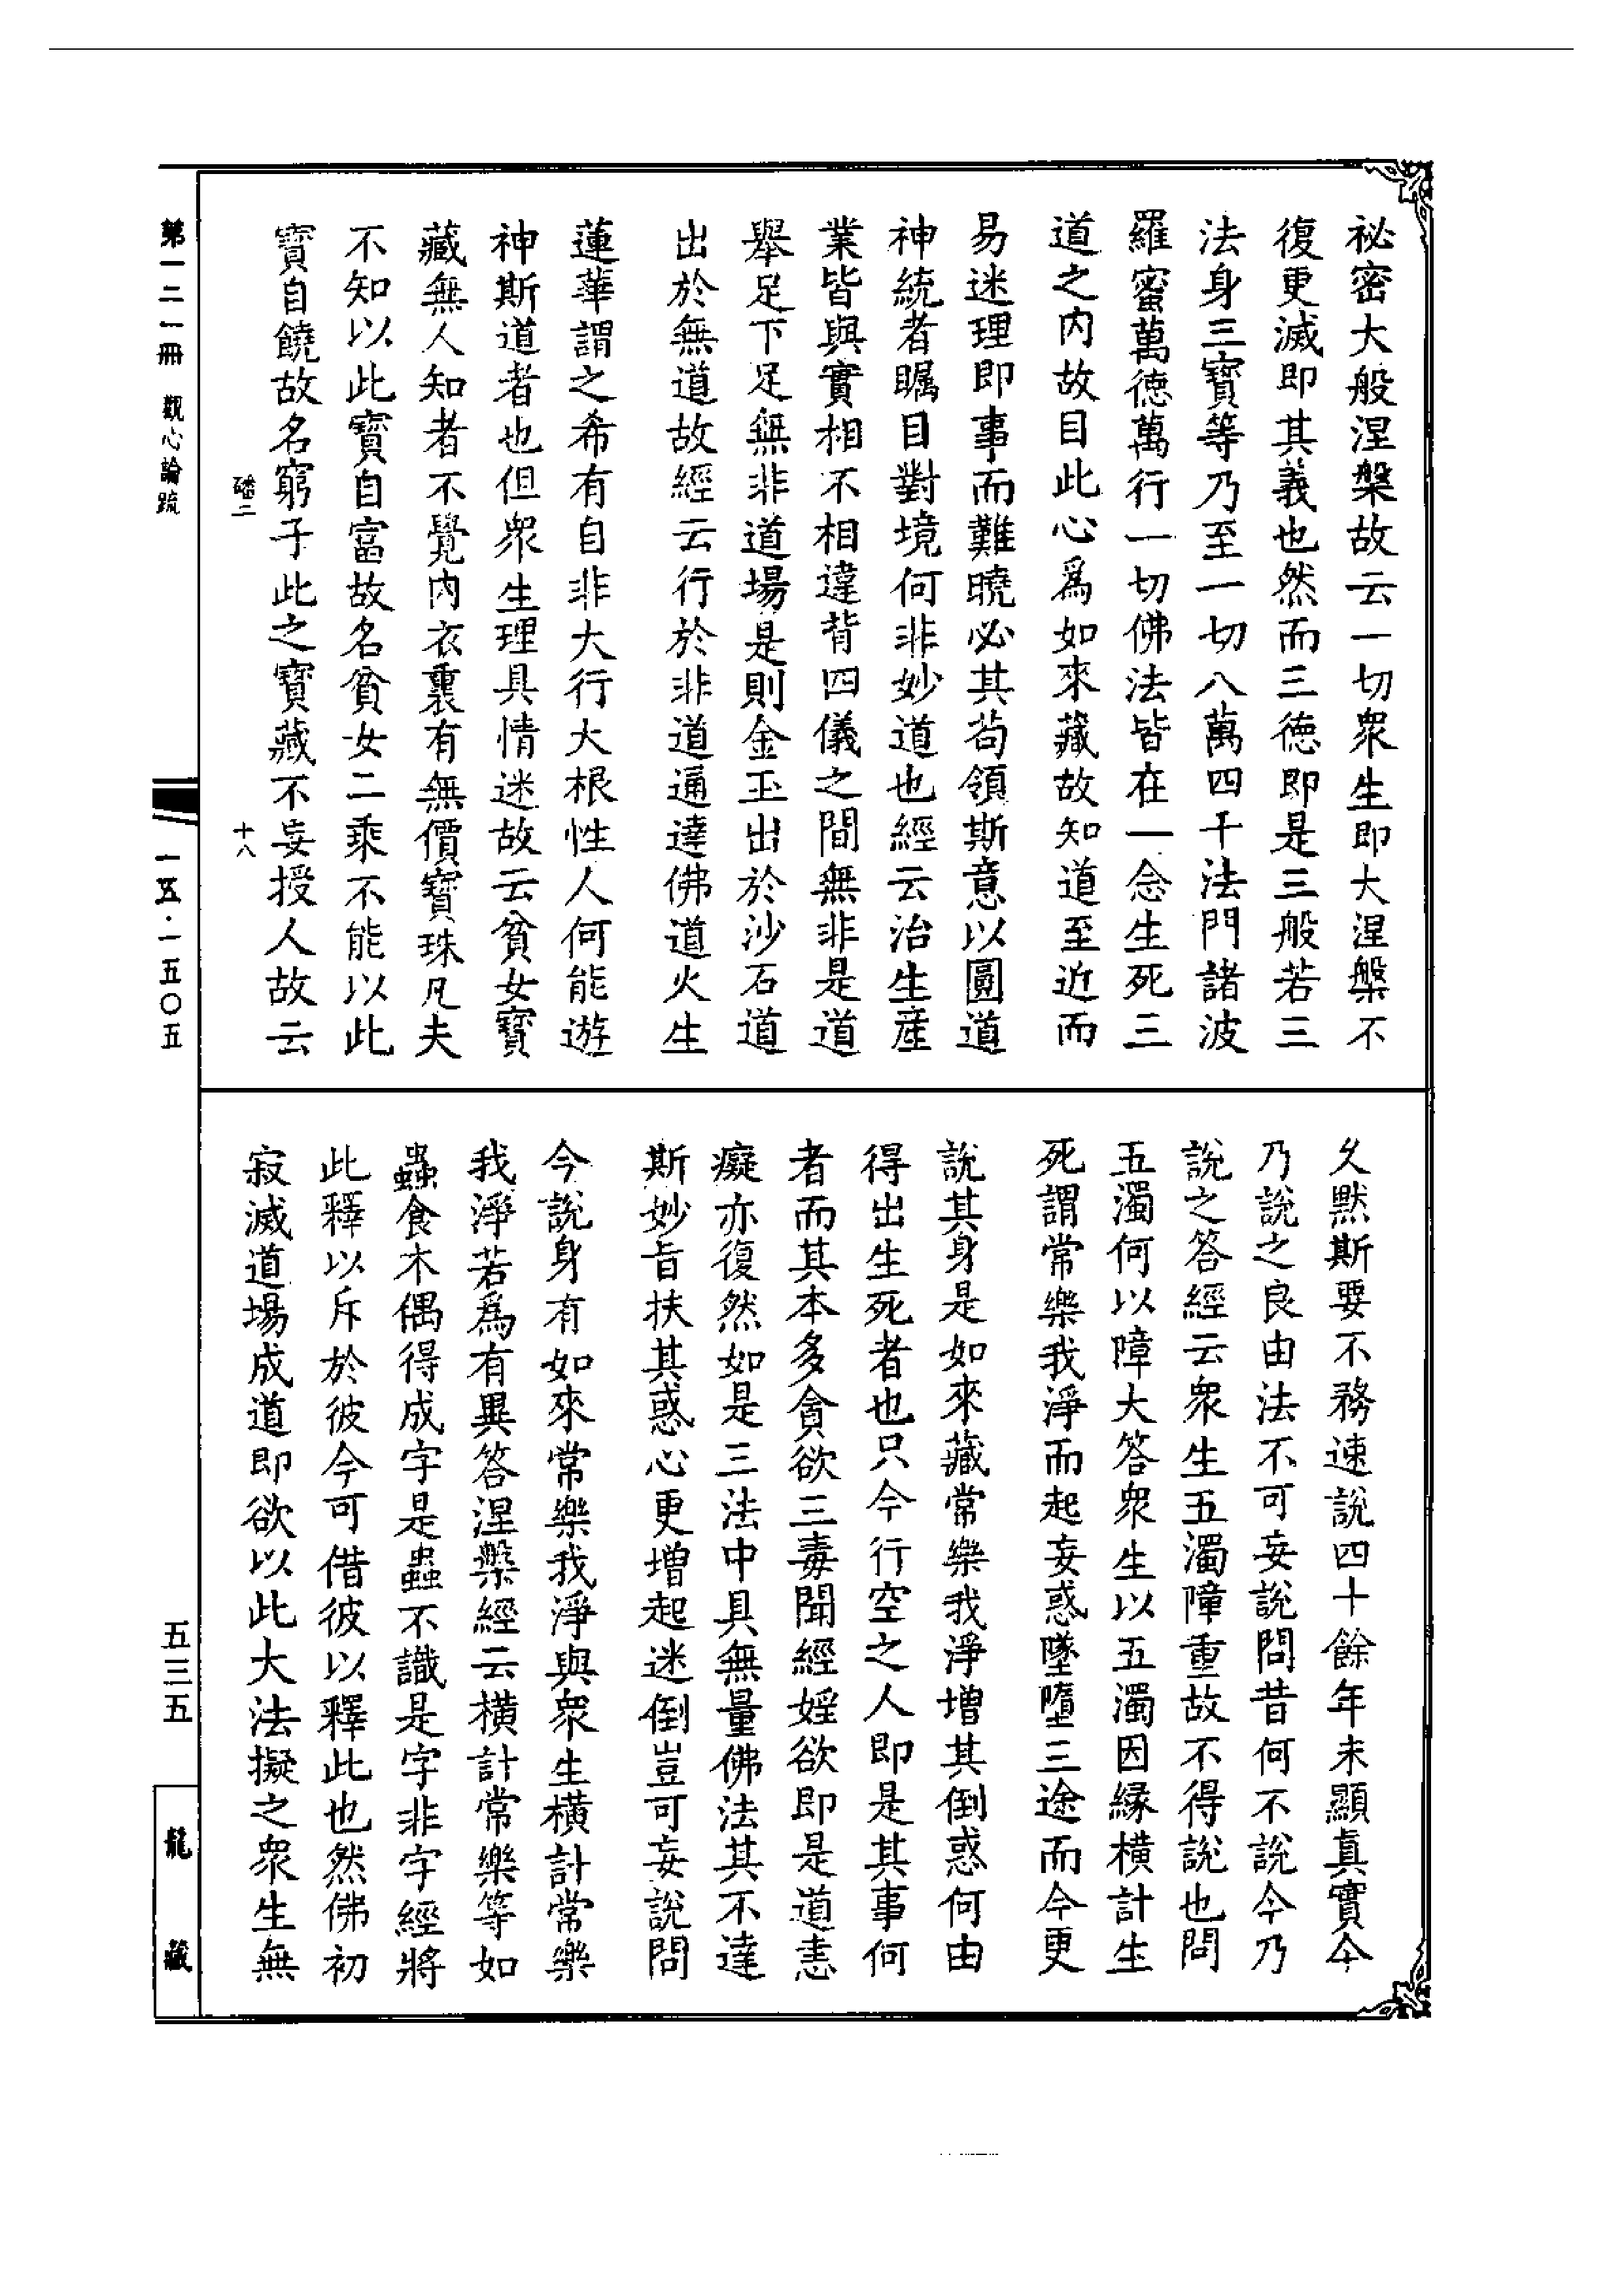 祕密大般涅槃故云一切衆生即大涅槃不
復更滅即其義也然而三德即是三般若三
法身三寶等乃至一切八萬四千法門諸波
羅蜜萬德萬行一切佛法皆在一念生死三
道之內故目此心爲如來藏故知道至近而
易迷理即事而難曉必其茍領斯意以圓道
神統者矚目對境何非妙道也經云治生產
業皆與實相不相違背四儀之間無非是道
舉足下足無非道場是則金玉出於沙石道
出於無道故經云行於非道通達佛道火生
蓮華謂之希有自非大行大根性人何能遊
神斯道者也但衆生理具情迷故云貧女寶
藏無人知者不覺內衣裏有無價寶珠凡夫
不知以此寶自富故名貧女二乘不能以此
寶自饒故名窮子此之寶藏不妄授人故云
磻二
十八
久默斯要不務速說四十餘年未顯真實今
乃說之良由法不可妄說問昔何不說今乃
說之答經云衆生五濁障重故不得說也問
五濁何以障大答衆生以五濁因緣橫計生
死謂常樂我淨而起妄惑墜墮三途而今更
說其身是如來藏常樂我淨增其倒惑何由
得出生死者也只今行空之人即是其事何
者而其本多貪欲三毒聞經婬欲即是道恚
癡亦復然如是三法中具無量佛法其不達
斯妙旨扶其惑心更增起迷倒豈可妄說問
今說身有如來常樂我淨與衆生橫計常樂
我淨若爲有異答涅槃經云橫計常樂等如
蟲食木偶得成字是蟲不識是字非字經將
此釋以斥於彼今可借彼以釋此也然佛初
寂滅道場成道即欲以此大法擬之衆生無
第一二一冊 觀心論疏
一五·一五〇五
五三五
龍藏